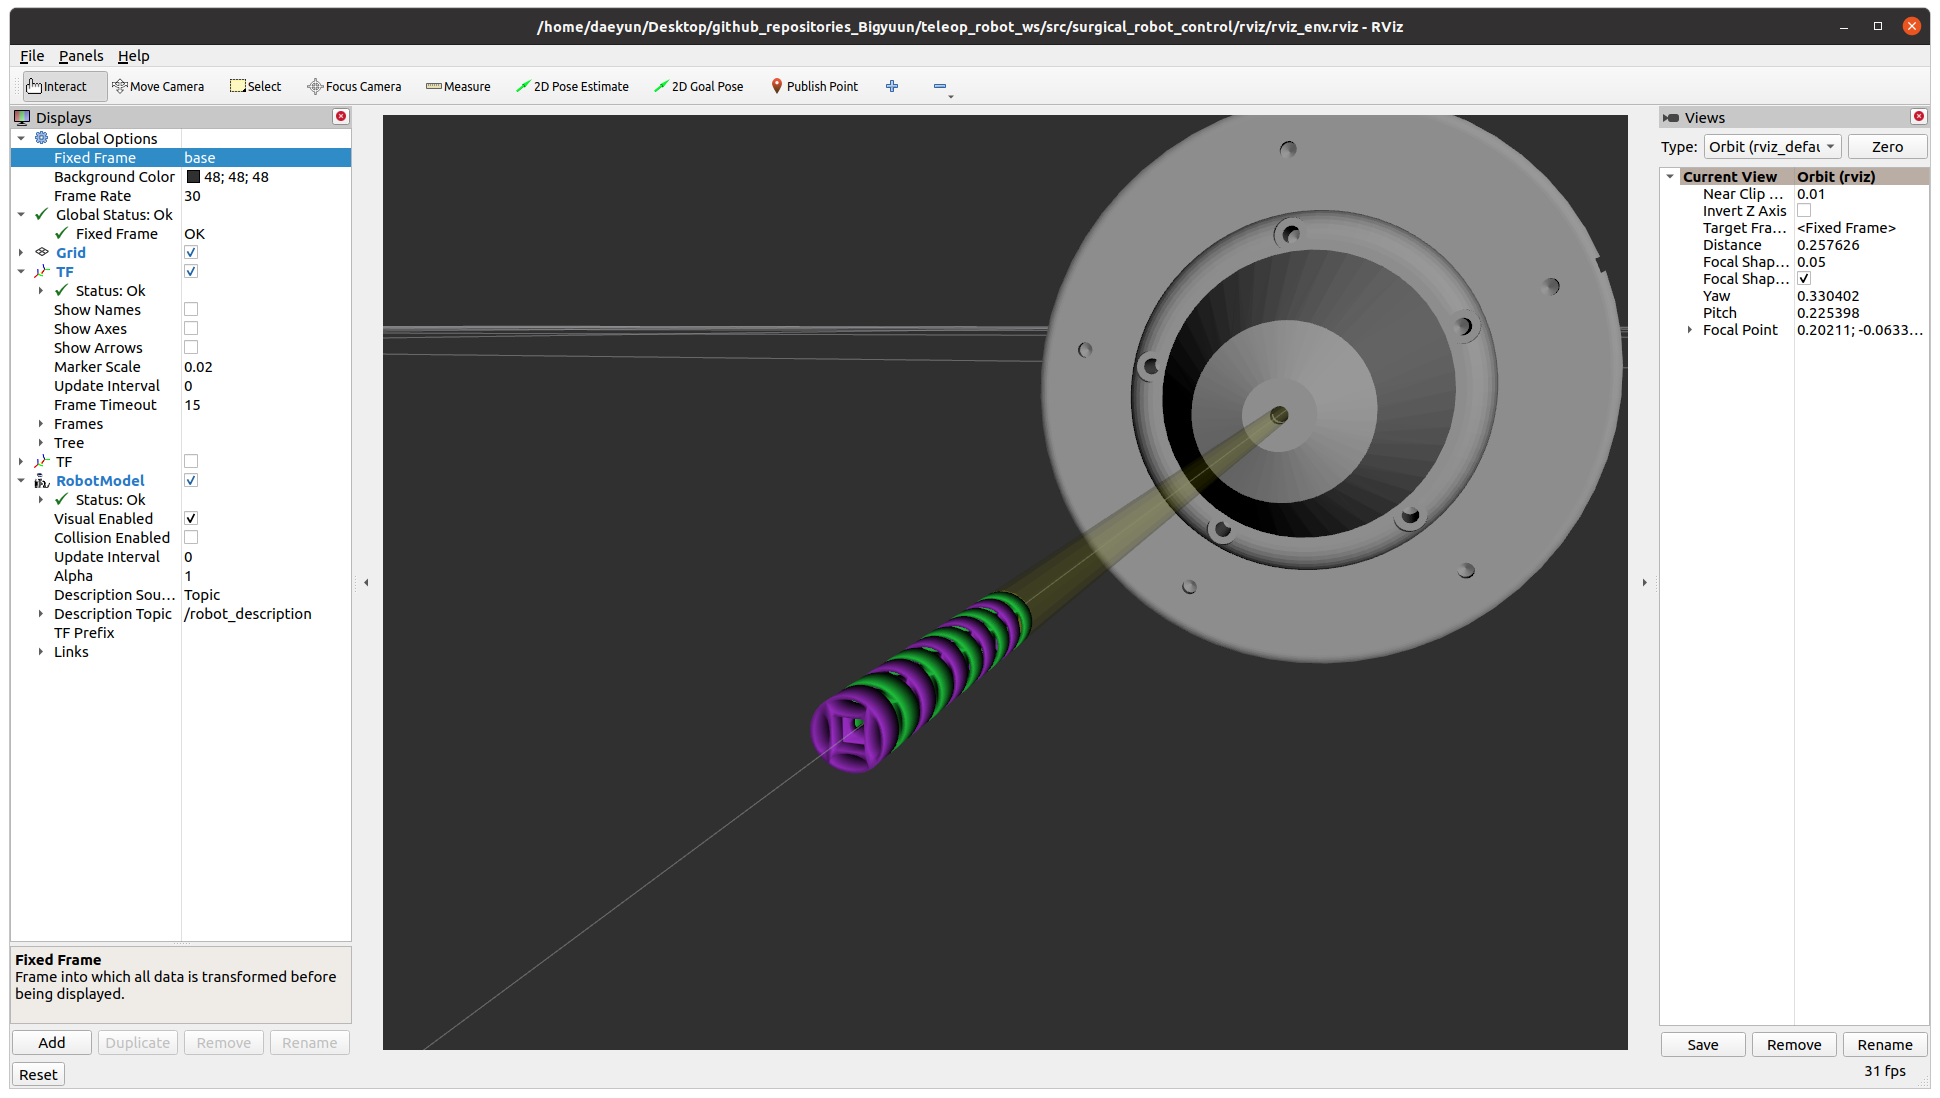 /home/daeyun/Desktop/github_repositories_Bigyuun/teleop_robot_ws/src/surgical_robot_control/rviz/rviz_env.rviz - RViz
File Panels Help
Interact Move Camera Select Focus Camera Measure 2D Pose Estimate 2D Goal Pose Publish Point
Displays
Global Options
Fixed Frame base
Background Color 48; 48; 48
Frame Rate 30
Global Status: Ok
Fixed Frame OK
Grid
TF
Status: Ok
Show Names
Show Axes
Show Arrows
Marker Scale 0.02
Update Interval 0
Frame Timeout 15
Frames
Tree
TF
RobotModel
Status: Ok
Visual Enabled
Collision Enabled
Update Interval 0
Alpha 1
Description Sou... Topic
Description Topic /robot_description
TF Prefix
Links
Fixed Frame
Frame into which all data is transformed before
being displayed.
Add Duplicate Remove Rename
Reset
Views
Type: Orbit (rviz_defau Zero
Current View Orbit (rviz)
Near Clip ... 0.01
Invert Z Axis
Target Fra... <Fixed Frame>
Distance 0.257626
Focal Shap... 0.05
Focal Shap...
Yaw 0.330402
Pitch 0.225398
Focal Point 0.20211; -0.0633...
Save Remove Rename
31 fps